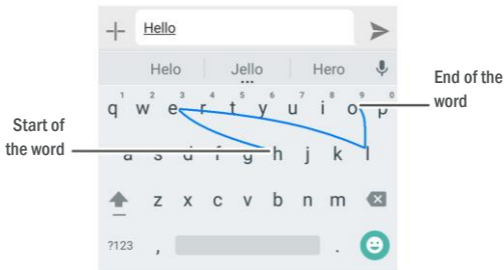 Hello
Helo Jello Hero
1 2 3 4 5 6 7 8 9 0
q w e r t y u i o p
a s d f g h j k l
z x c v b n m
?123 , .
End of the
word
Start of
the word